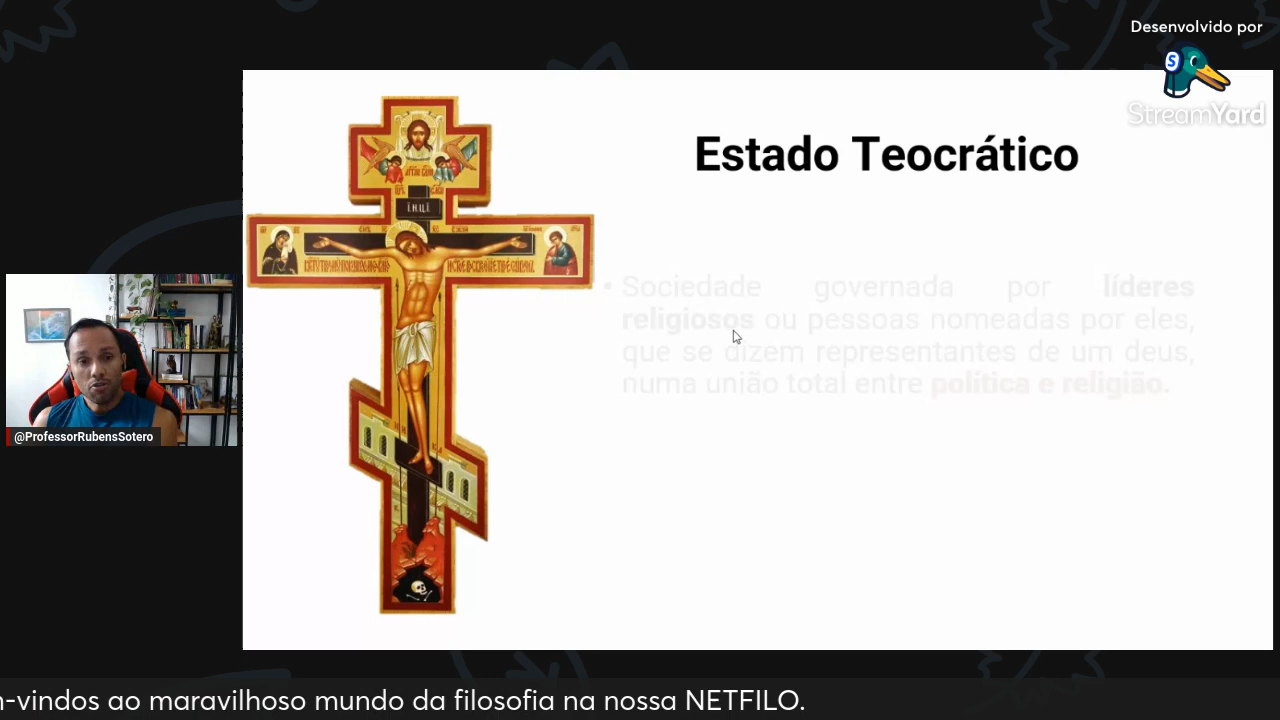 Desenvolvido por
StreamYard
Estado Teocrático
• Sociedade governada por líderes
religiosos ou pessoas nomeadas por eles,
que se dizem representantes de um deus,
numa união total entre política e religião.
І.Н.Ц.І.
@ProfessorRubensSotero
n-vindos ao maravilhoso mundo da filosofia na nossa NETFILO.